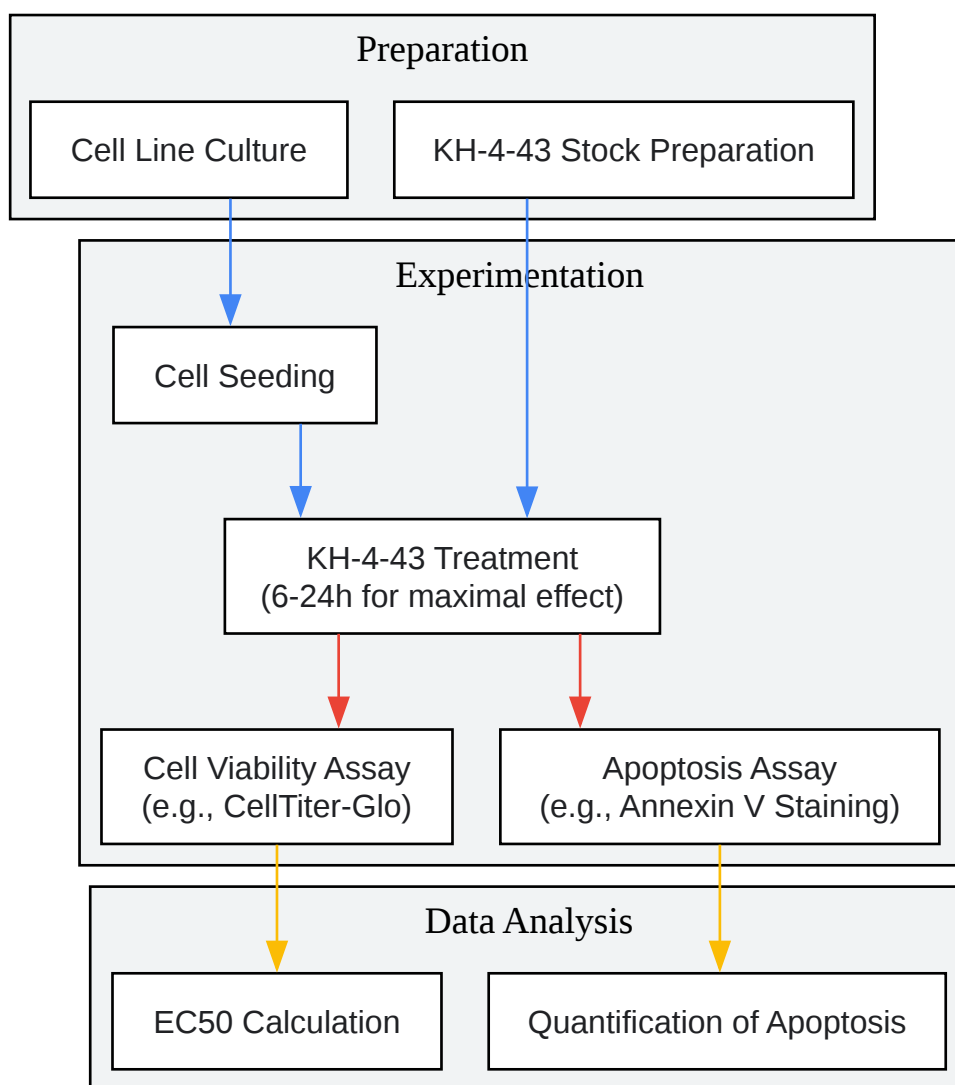 Preparation
Cell Line Culture
KH-4-43 Stock Preparation
Experimentation
Cell Seeding
KH-4-43 Treatment
(6-24h for maximal effect)
Cell Viability Assay
(e.g., CellTiter-Glo)
Apoptosis Assay
(e.g., Annexin V Staining)
Data Analysis
EC50 Calculation
Quantification of Apoptosis